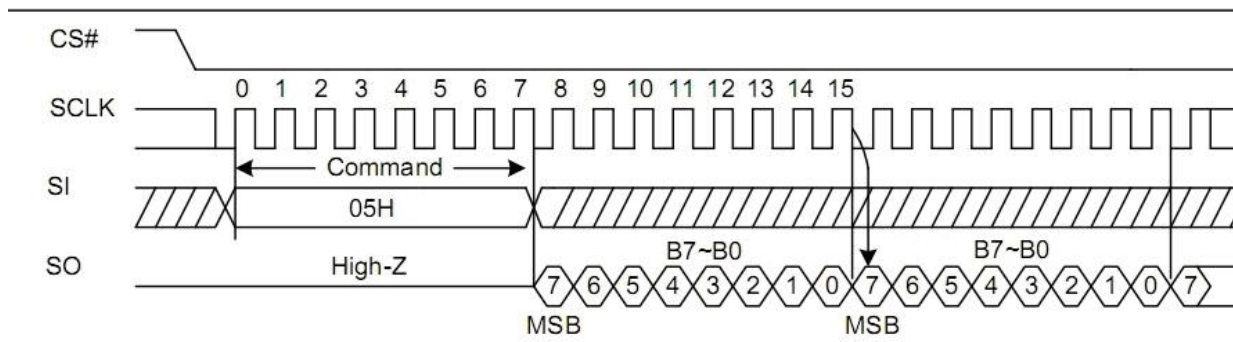 CS#
0 1 2 3 4 5 6 7 8 9 10 11 12 13 14 15
SCLK
Command
SI
05H
B7~B0 B7~B0
SO High-Z
7 6 5 4 3 2 1 0 7 6 5 4 3 2 1 0 7
MSB MSB